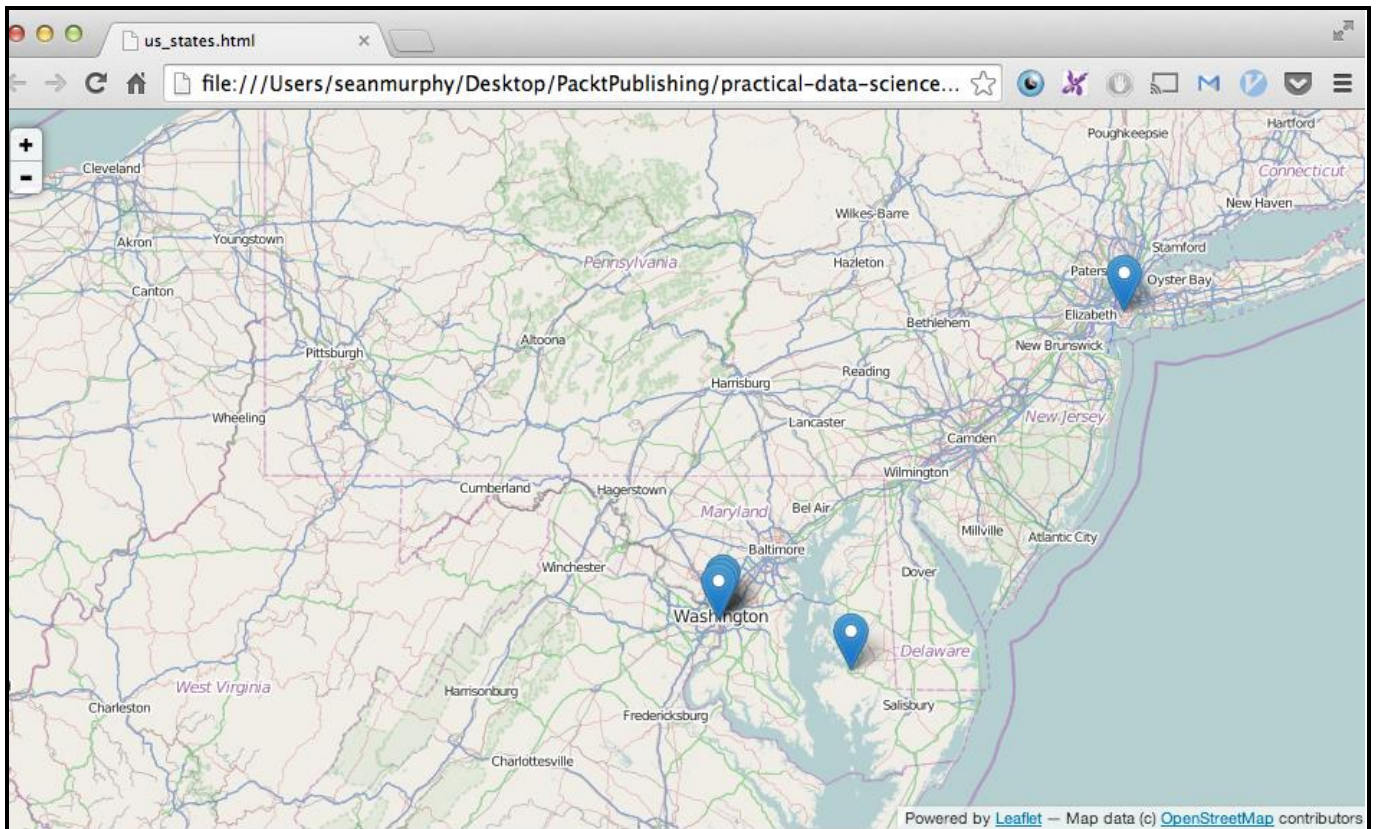 us_states.html
file:///Users/seanmurphy/Desktop/PacktPublishing/practical-data-science...
+
-
Cleveland
Poughkeepsie
Hartford
Connecticut
New Haven
Wilkes-Barre
Akron
Youngstown
Stamford
Pennsylvania
Hazleton
Paters
Oyster Bay
Canton
Elizabeth
Bethlehem
Altoona
New Brunswick
Pittsburgh
Reading
Harrisburg
Wheeling
Lancaster
New Jersey
Camden
Wilmington
Cumberland
Hagerstown
Maryland
Bel Air
Millville
Atlantic City
Baltimore
Winchester
Dover
Washington
Delaware
West Virginia
Harrisonburg
Charleston
Salisbury
Fredericksburg
Charlottesville
Powered by Leaflet — Map data (c) OpenStreetMap contributors